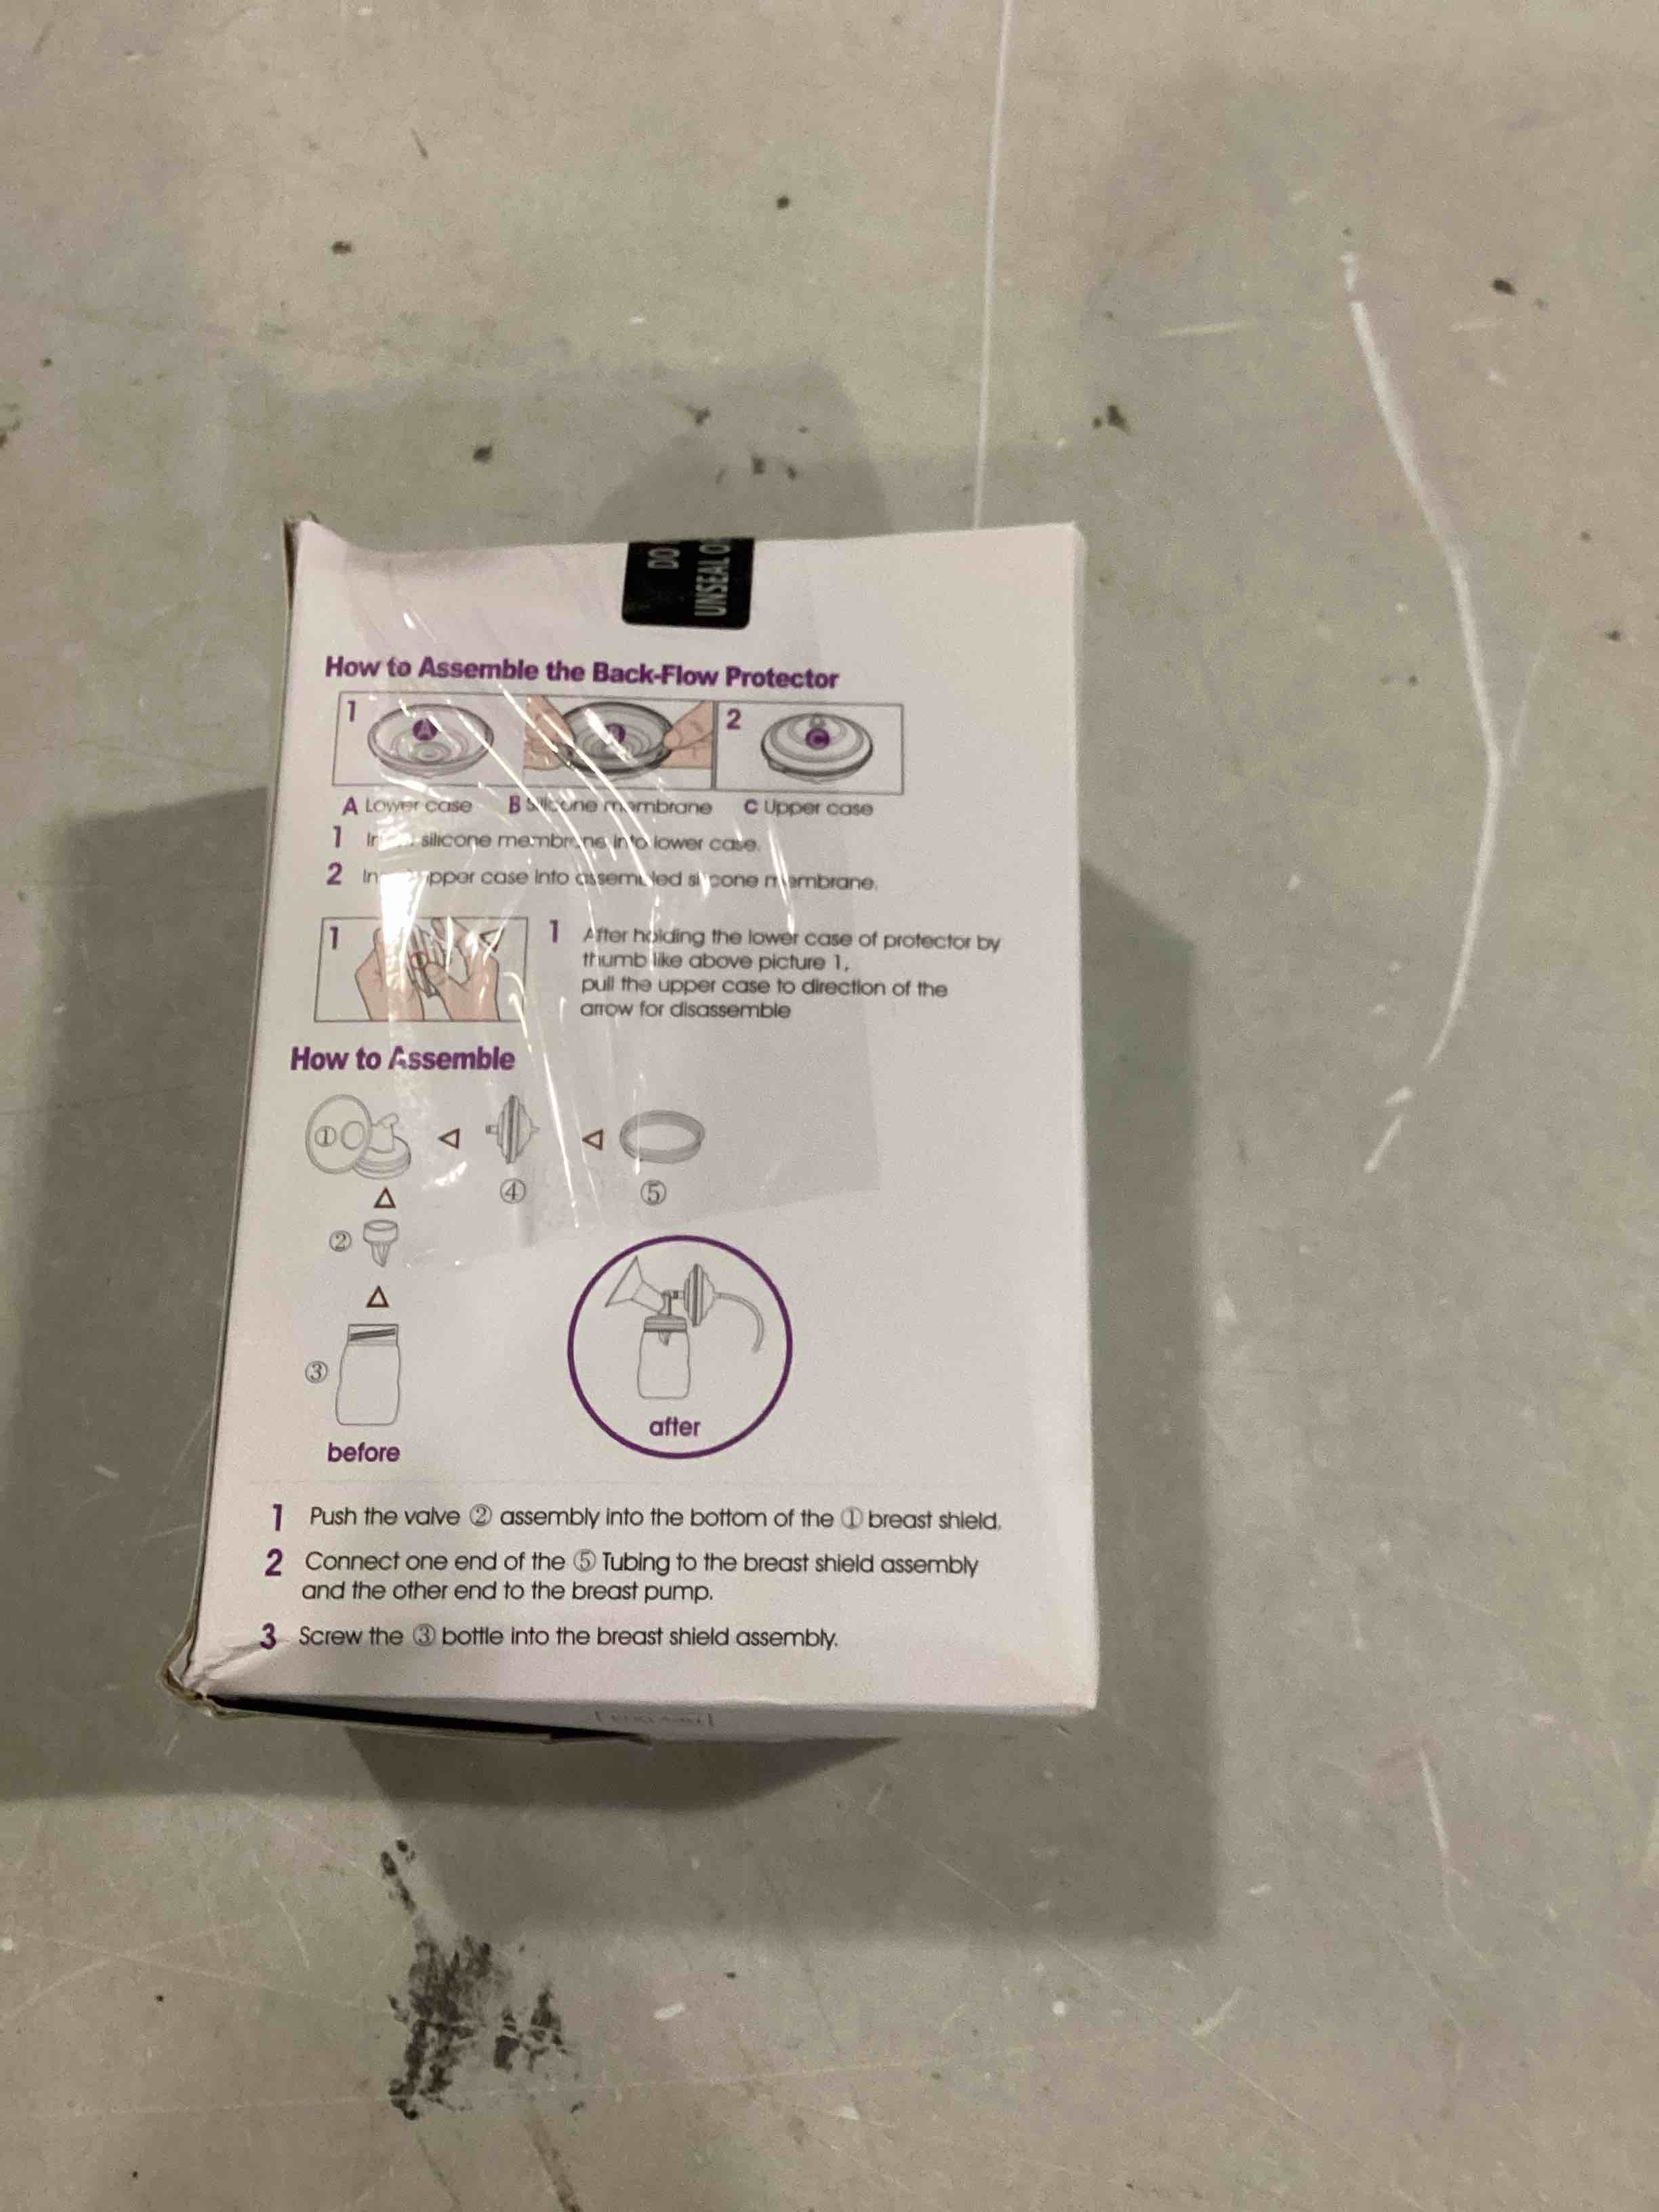 DO
UNSEAL O
How to Assemble the Back-Flow Protector
1
A
2
C
A Lower case B Silicone membrane C Upper case
1 silicone membrane into lower case.
2 upper case into assembled silicone membrane.
1
1 After holding the lower case of protector by
thumb like above picture 1,
pull the upper case to direction of the
arrow for disassemble
How to Assemble
①
④ ⑤
②
③
after
before
1 Push the valve ② assembly into the bottom of the ① breast shield.
2 Connect one end of the ⑤ Tubing to the breast shield assembly
and the other end to the breast pump.
3 Screw the ③ bottle into the breast shield assembly.